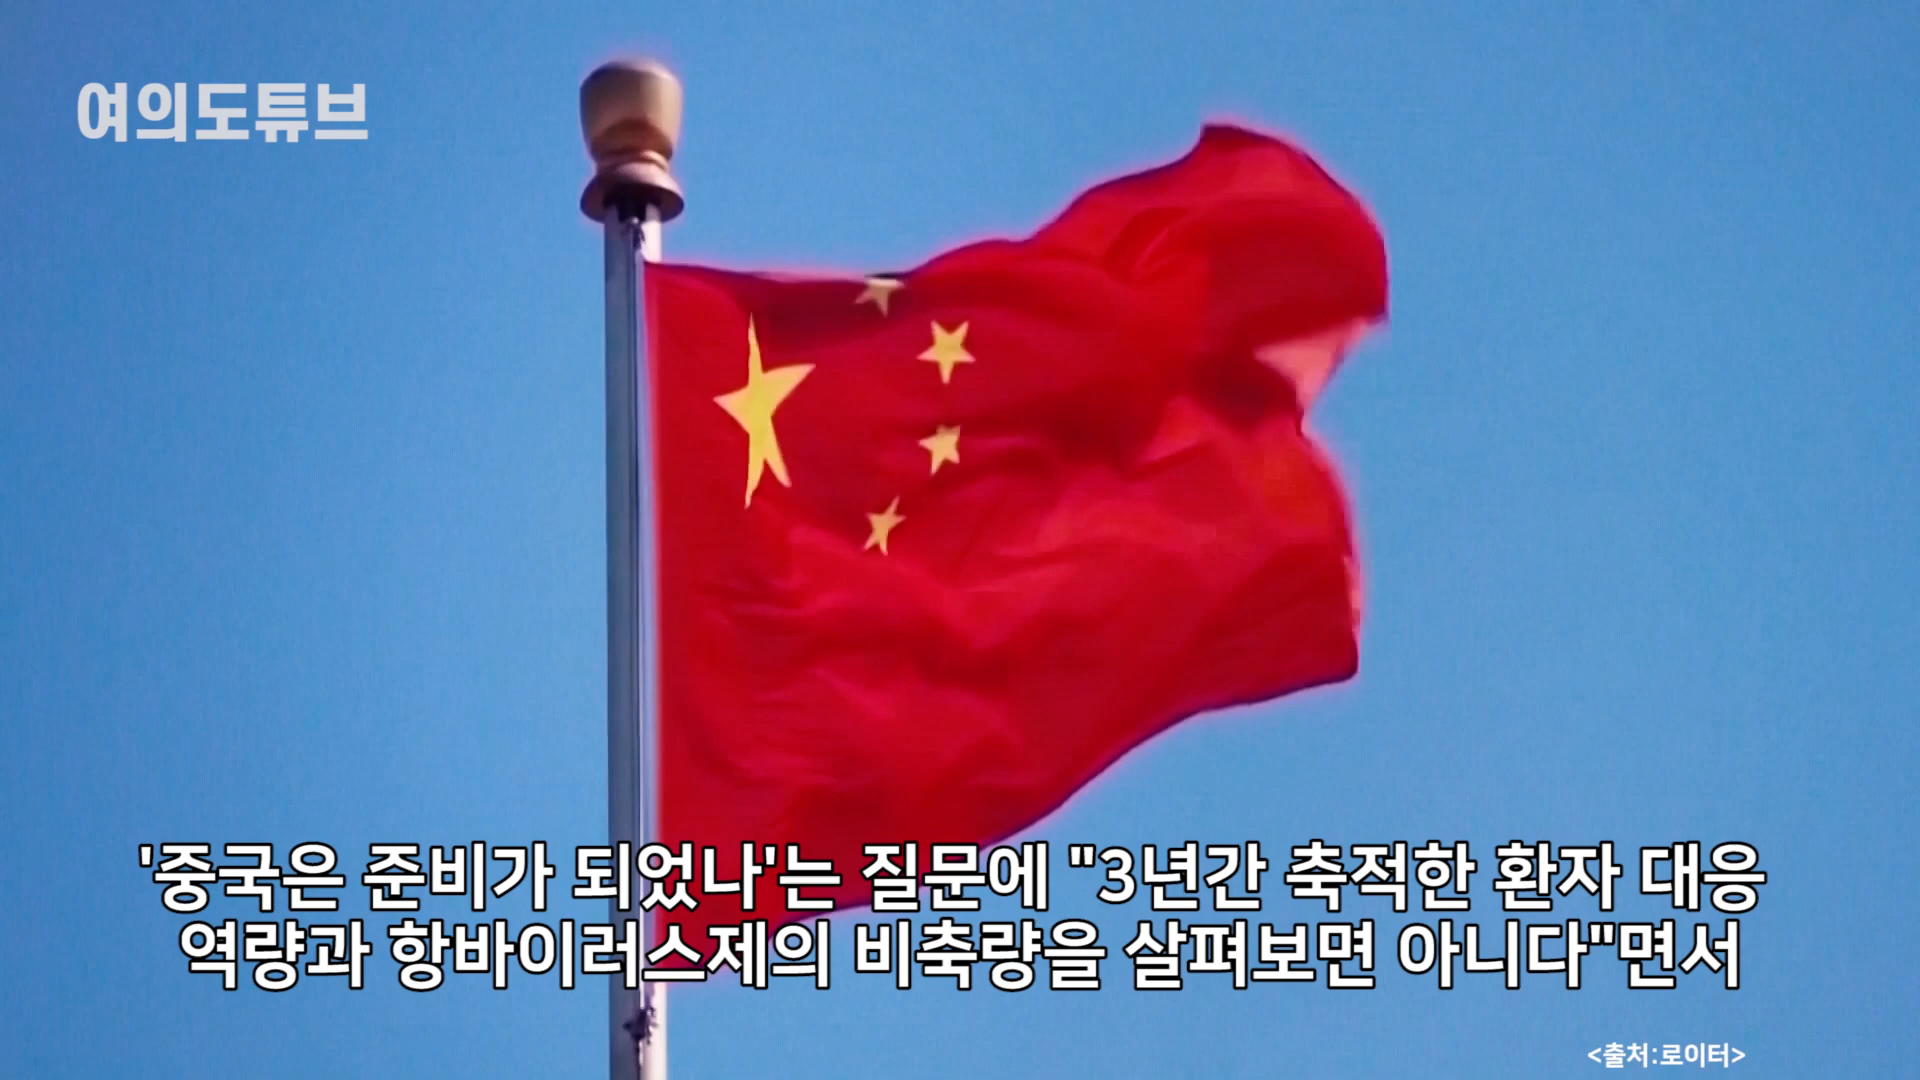 여의도튜브
'중국은 준비가 되었나'는 질문에 "3년간 축적한 환자 대응
역량과 항바이러스제의 비축량을 살펴보면 아니다"면서
<출처:로이터>